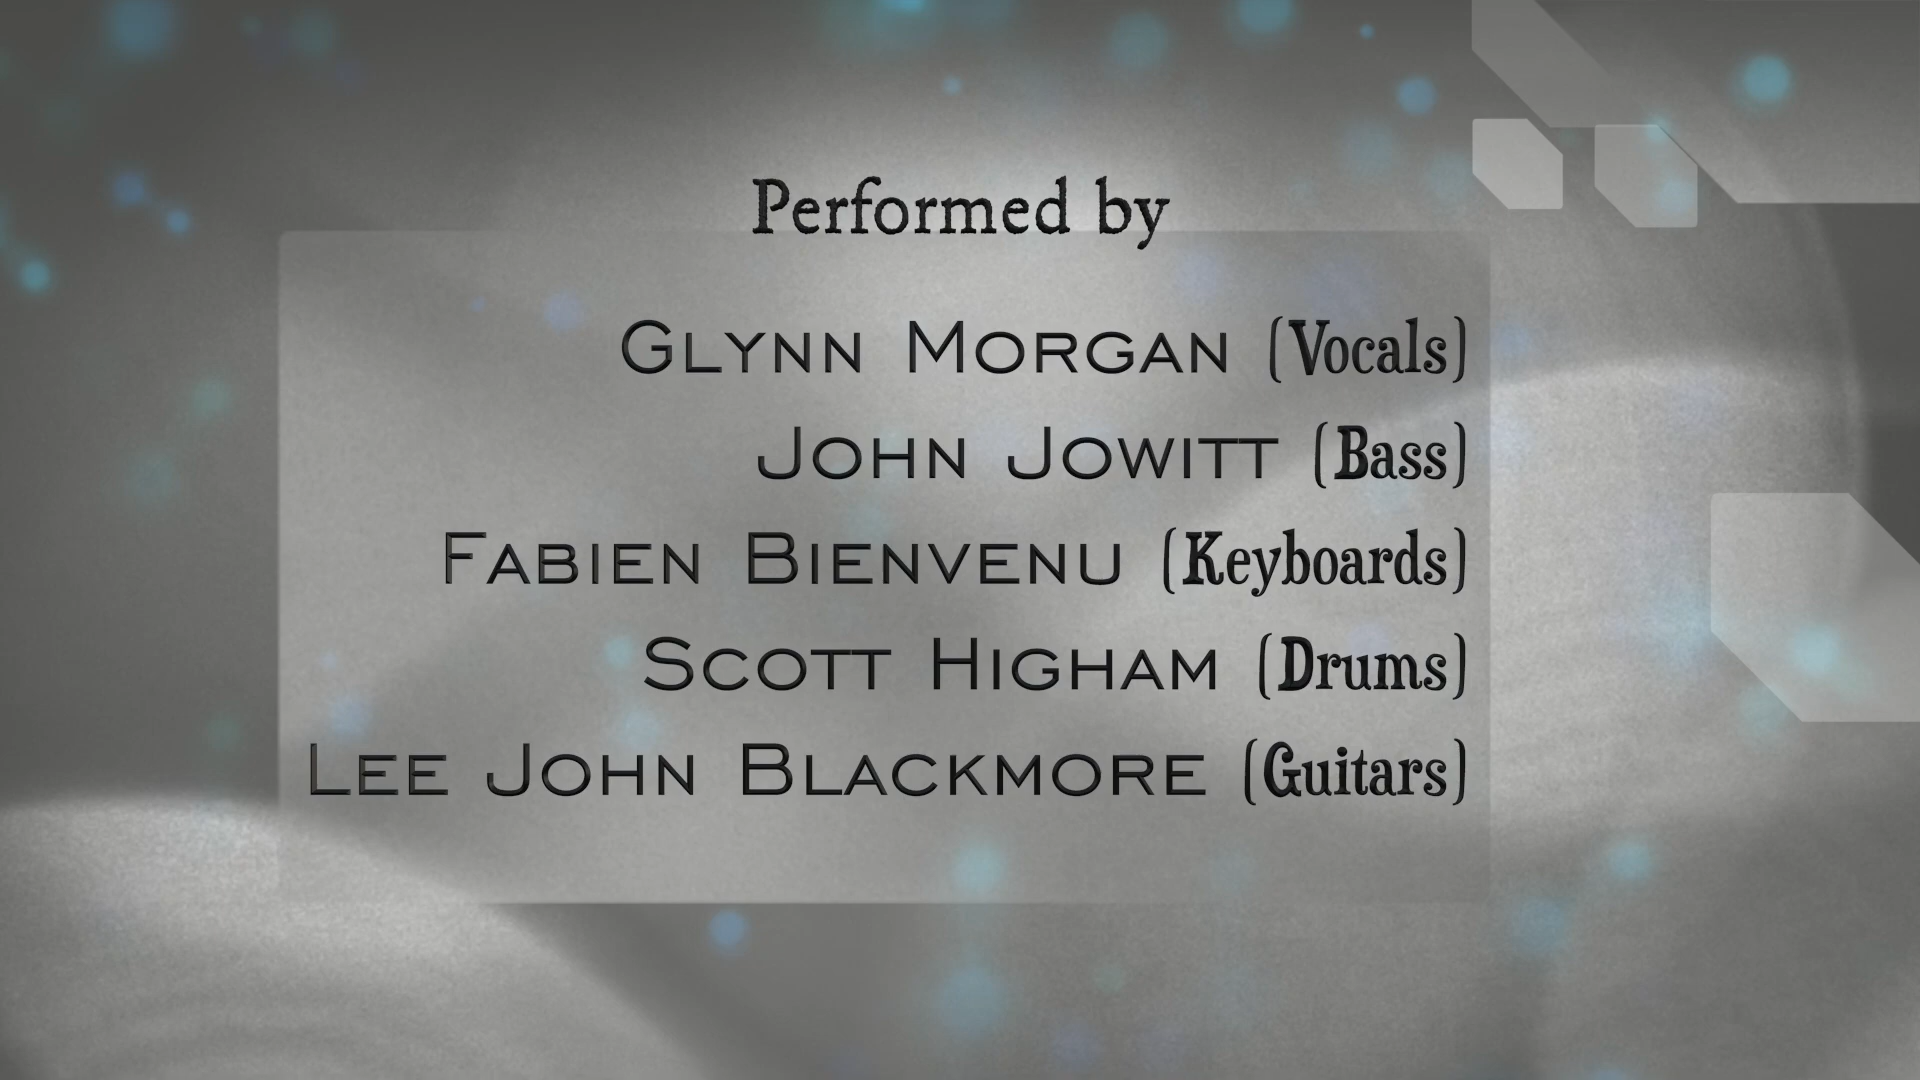 Performed by
Glynn Morgan (Vocals)
John Jowitt (Bass)
Fabien Bienvenu (Keyboards)
Scott Higham (Drums)
Lee John Blackmore (Guitars)